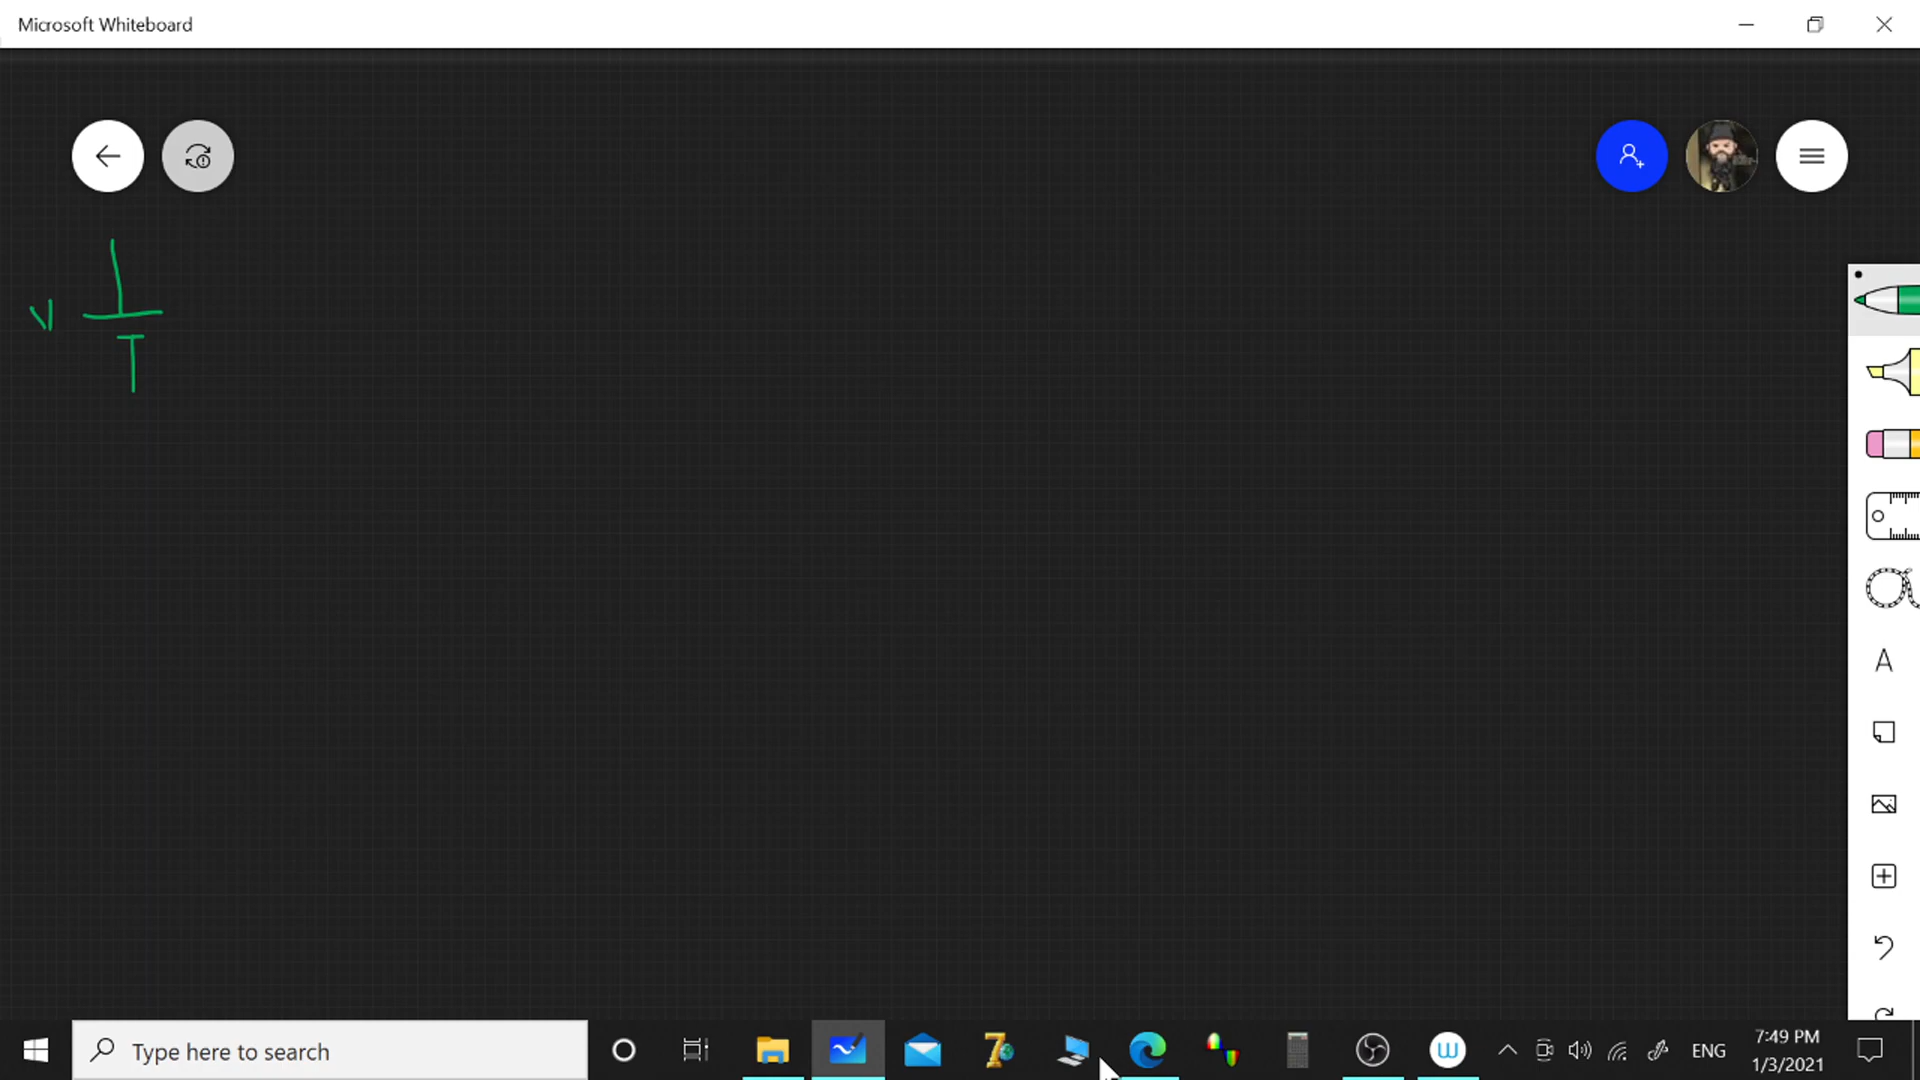 Microsoft Whiteboard
A
Type here to search
ENG
7:49 PM
1/3/2021